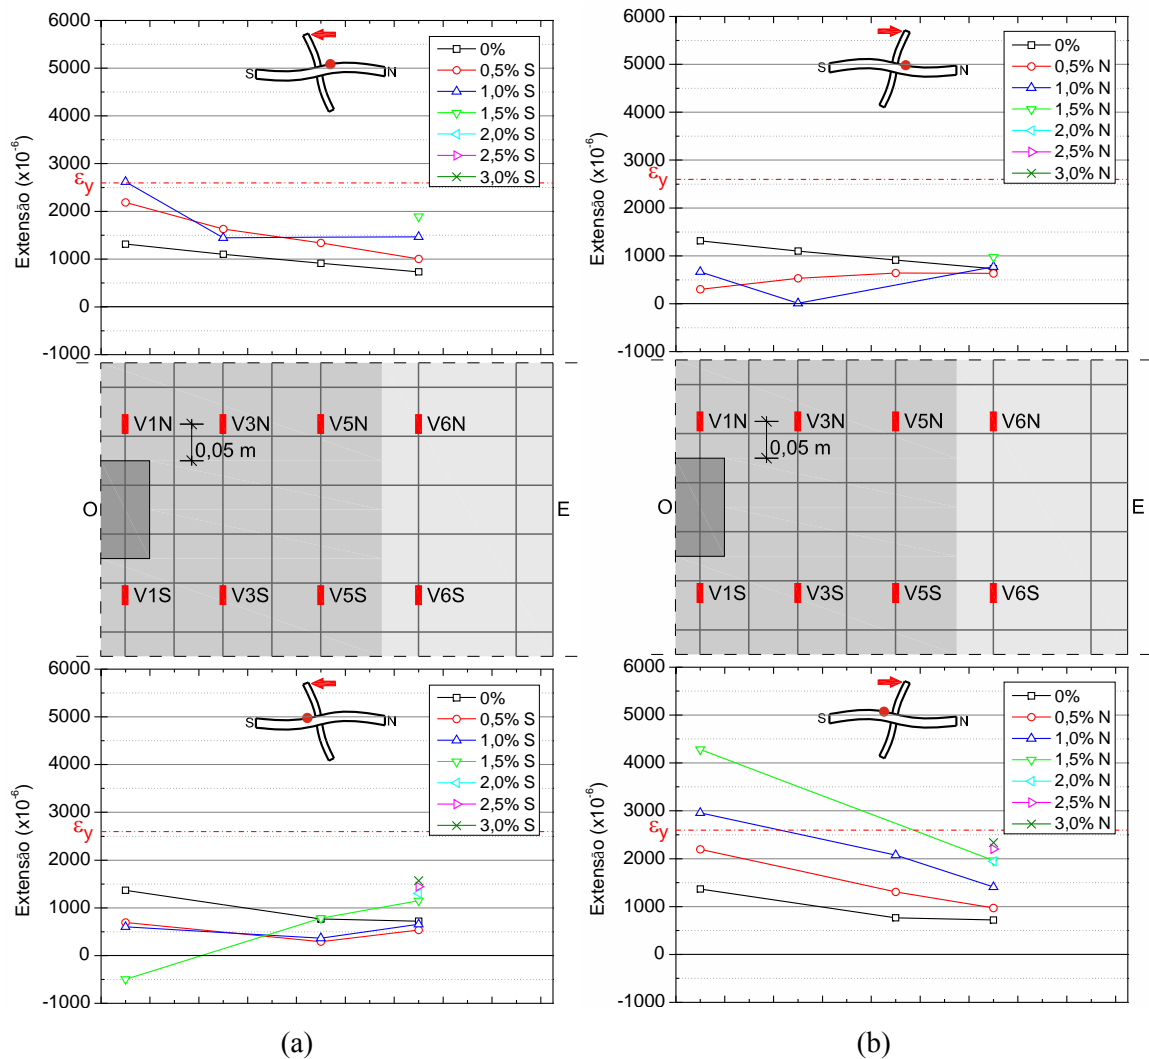 6000
5000
4000
3000
2000
1000
0
-1000
Extensão (x10⁻⁶)
εy
S
N
0%
0,5% S
1,0% S
1,5% S
2,0% S
2,5% S
3,0% S
6000
5000
4000
3000
2000
1000
0
-1000
Extensão (x10⁻⁶)
εy
S
N
0%
0,5% N
1,0% N
1,5% N
2,0% N
2,5% N
3,0% N
V1N
V3N
V5N
V6N
0,05 m
O
E
V1S
V3S
V5S
V6S
V1N
V3N
V5N
V6N
0,05 m
O
E
V1S
V3S
V5S
V6S
6000
5000
4000
3000
2000
1000
0
-1000
Extensão (x10⁻⁶)
εy
S
N
0%
0,5% S
1,0% S
1,5% S
2,0% S
2,5% S
3,0% S
6000
5000
4000
3000
2000
1000
0
-1000
Extensão (x10⁻⁶)
εy
S
N
0%
0,5% N
1,0% N
1,5% N
2,0% N
2,5% N
3,0% N
(a)
(b)